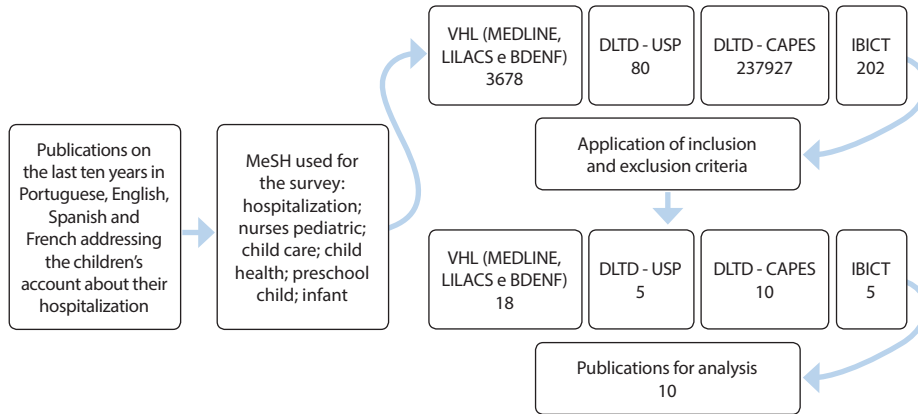 Publications on
the last ten years in
Portuguese, English,
Spanish and
French addressing
the children's
account about their
hospitalization
MeSH used for
the survey:
hospitalization;
nurses pediatric;
child care; child
health; preschool
child; infant
VHL (MEDLINE,
LILACS e BDENF)
3678
DLTD - USP
80
DLTD - CAPES
237927
IBICT
202
Application of inclusion
and exclusion criteria
VHL (MEDLINE,
LILACS e BDENF)
18
DLTD - USP
5
DLTD - CAPES
10
IBICT
5
Publications for analysis
10